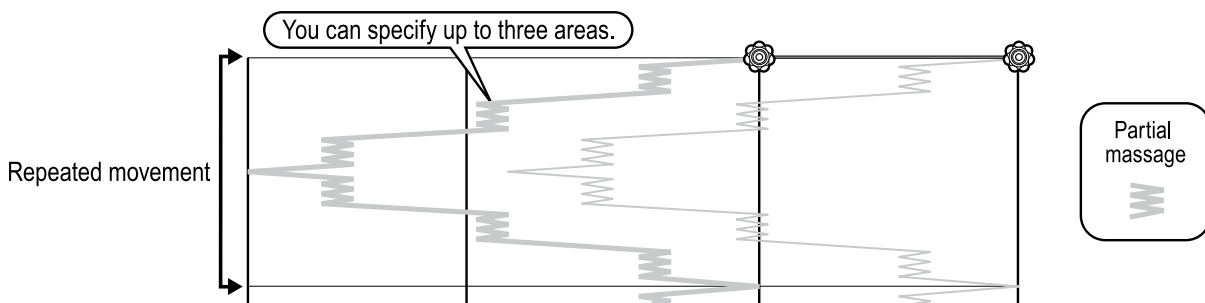 You can specify up to three areas.
Repeated movement
Partial
massage